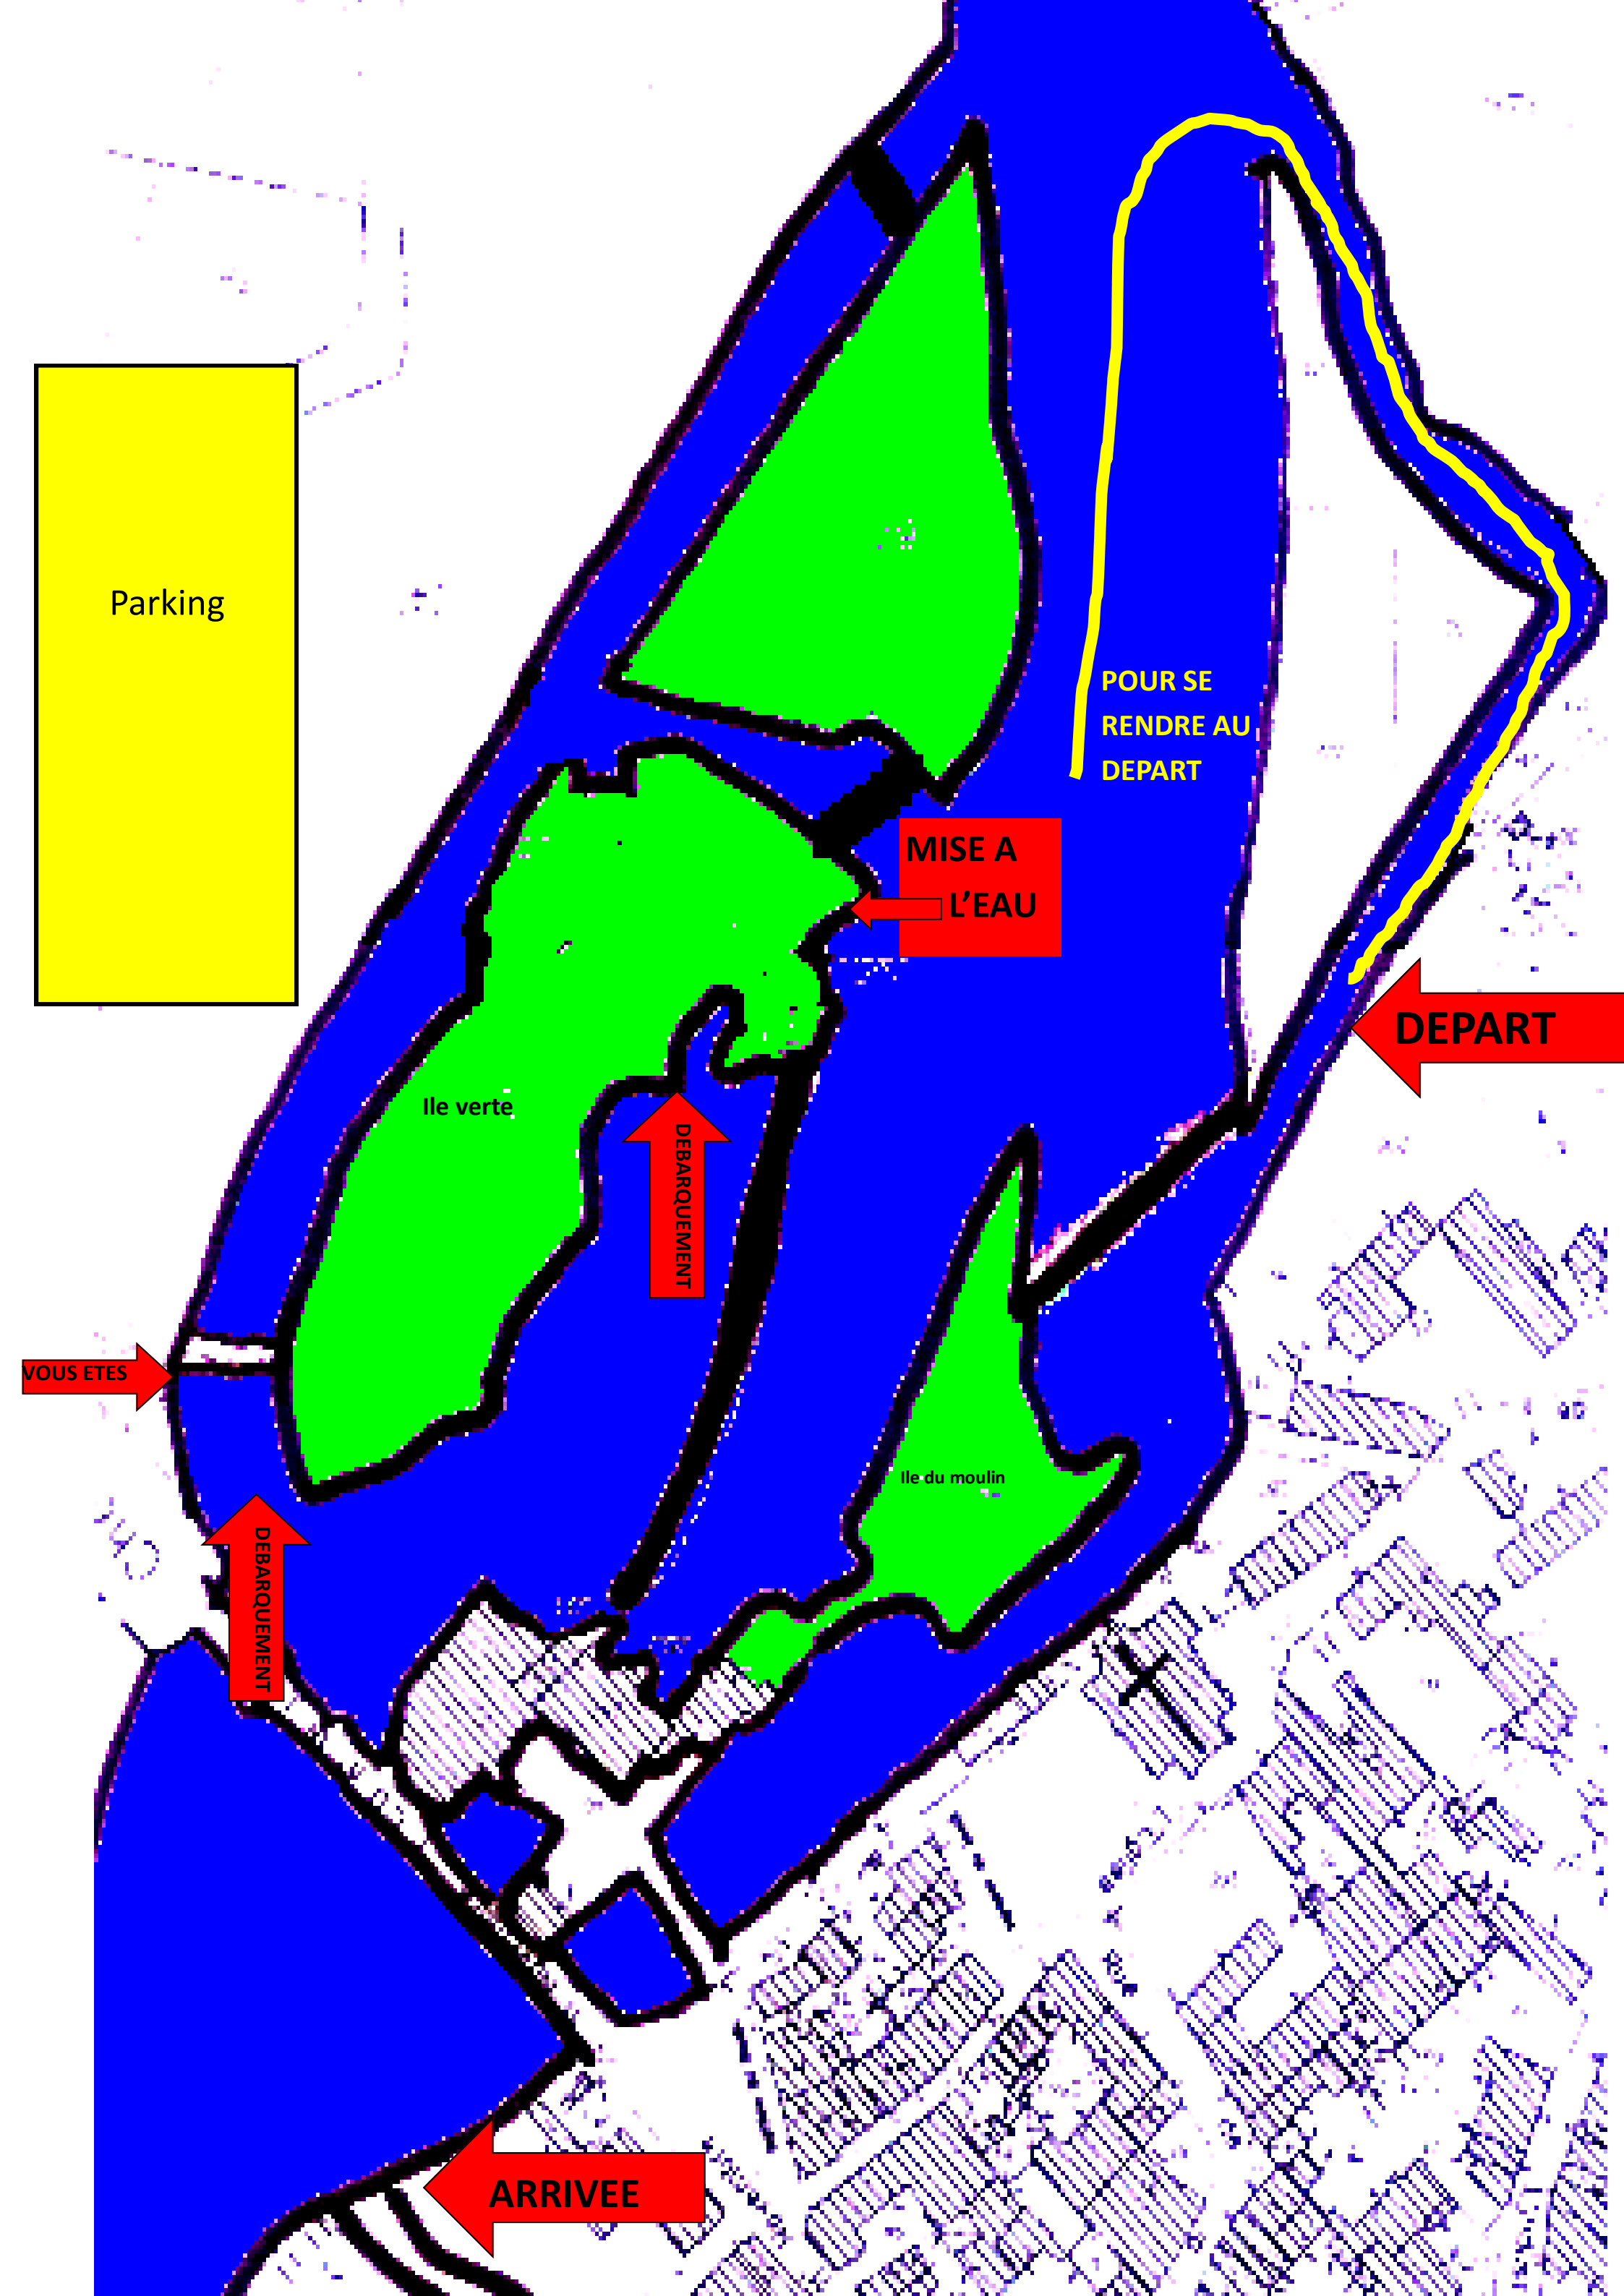 Parking
POUR SE
RENDRE AU
DEPART
MISE A
L'EAU
DEPART
Ile verte
DEBARQUEMENT
VOUS ETES
Ile du moulin
DEBARQUEMENT
ARRIVEE